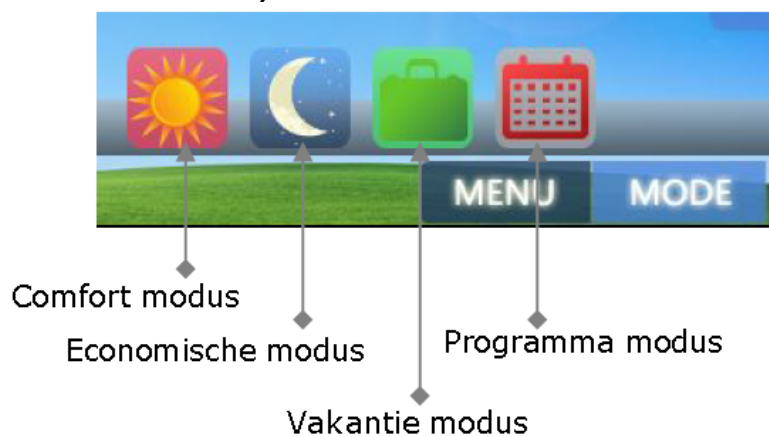 MENU MODE
Comfort modus
Economische modus
Programma modus
Vakantie modus